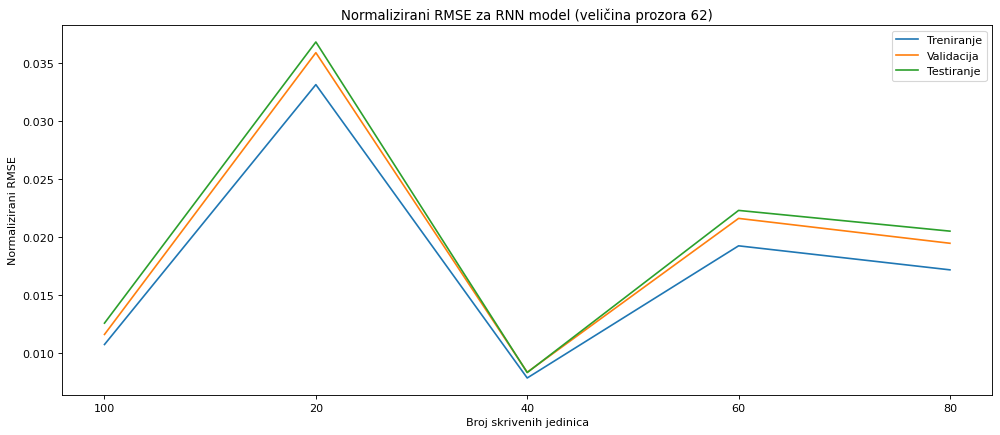 Normalizirani RMSE za RNN model (veličina prozora 62)
Treniranje
Validacija
Testiranje
0.035
0.030
0.025
0.020
0.015
0.010
Normalizirani RMSE
100 20 40 60 80
Broj skrivenih jedinica